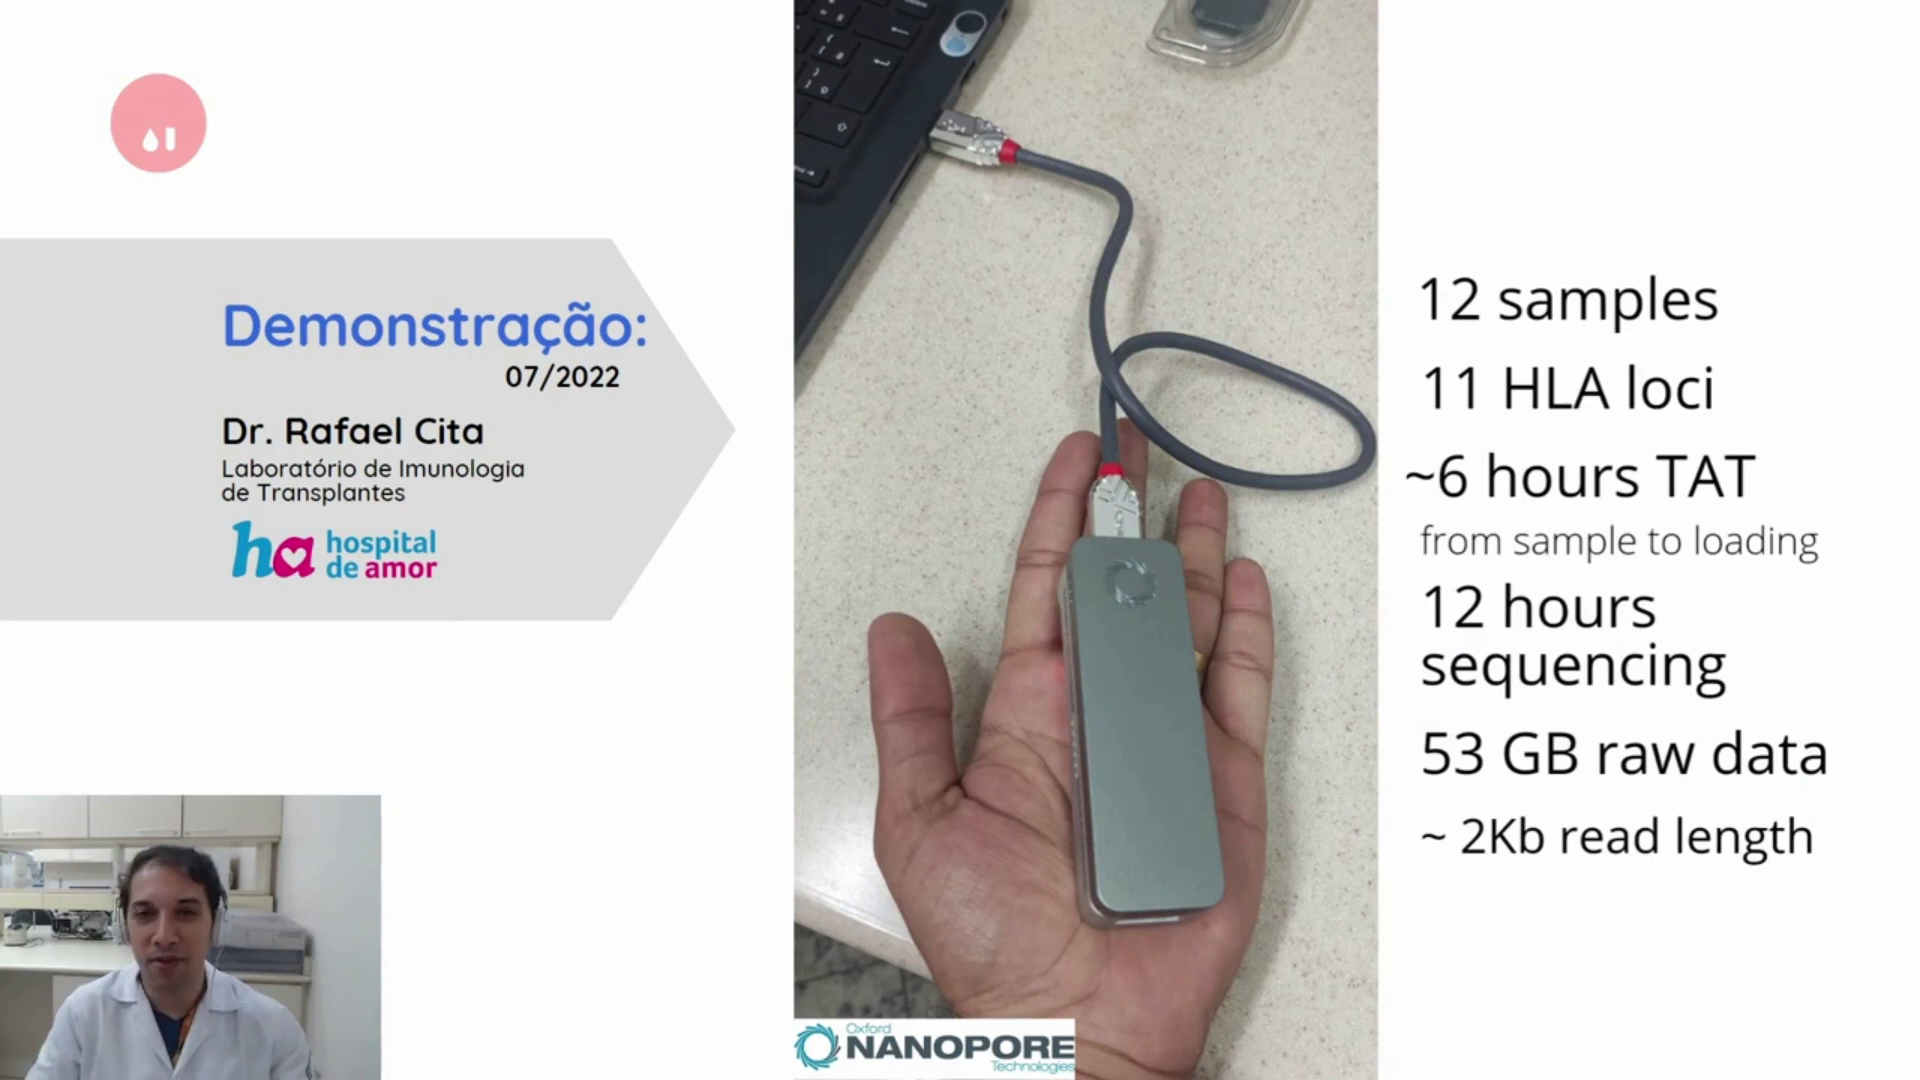 Demonstração:
07/2022
Dr. Rafael Cita
Laboratório de Imunologia
de Transplantes
ha hospital
de amor
Oxford
NANOPORE
Technologies
12 samples
11 HLA loci
~6 hours TAT
from sample to loading
12 hours
sequencing
53 GB raw data
~ 2Kb read length